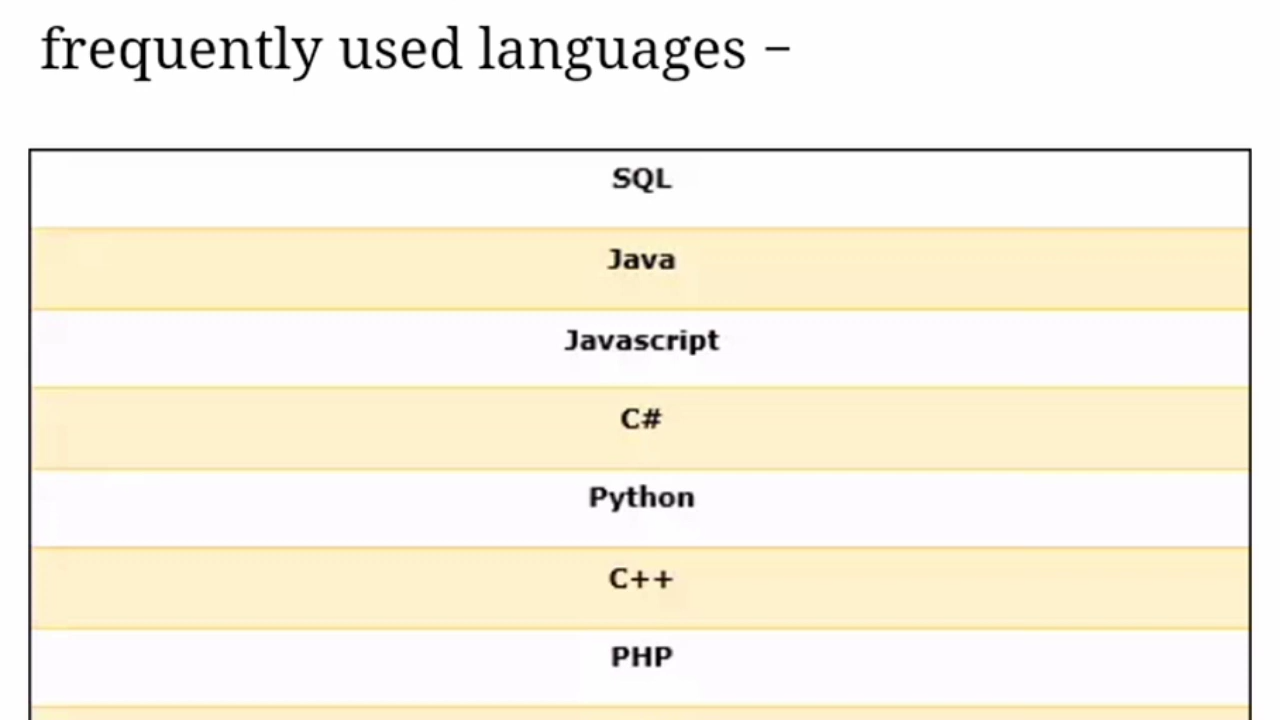 frequently used languages −
SQL
Java
Javascript
C#
Python
C++
PHP